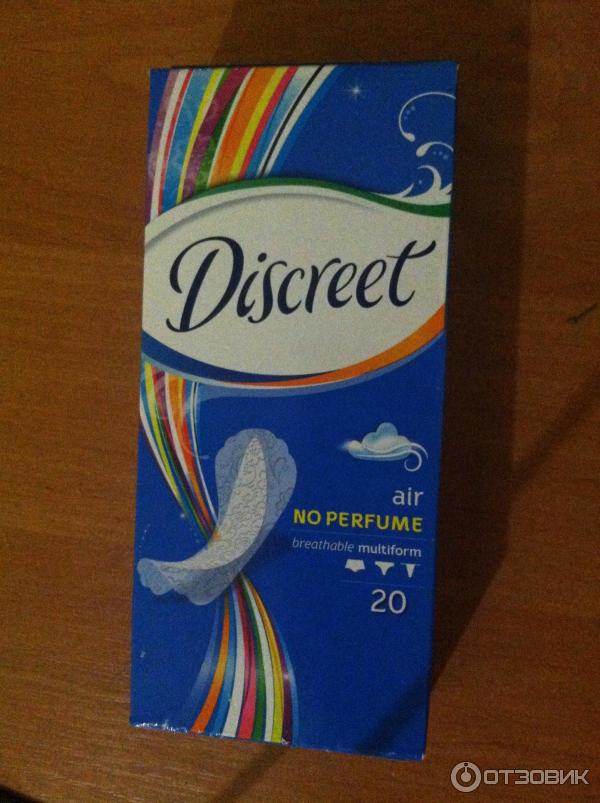 Discreet
air
NO PERFUME
breathable multiform
20
ОТЗОВИК